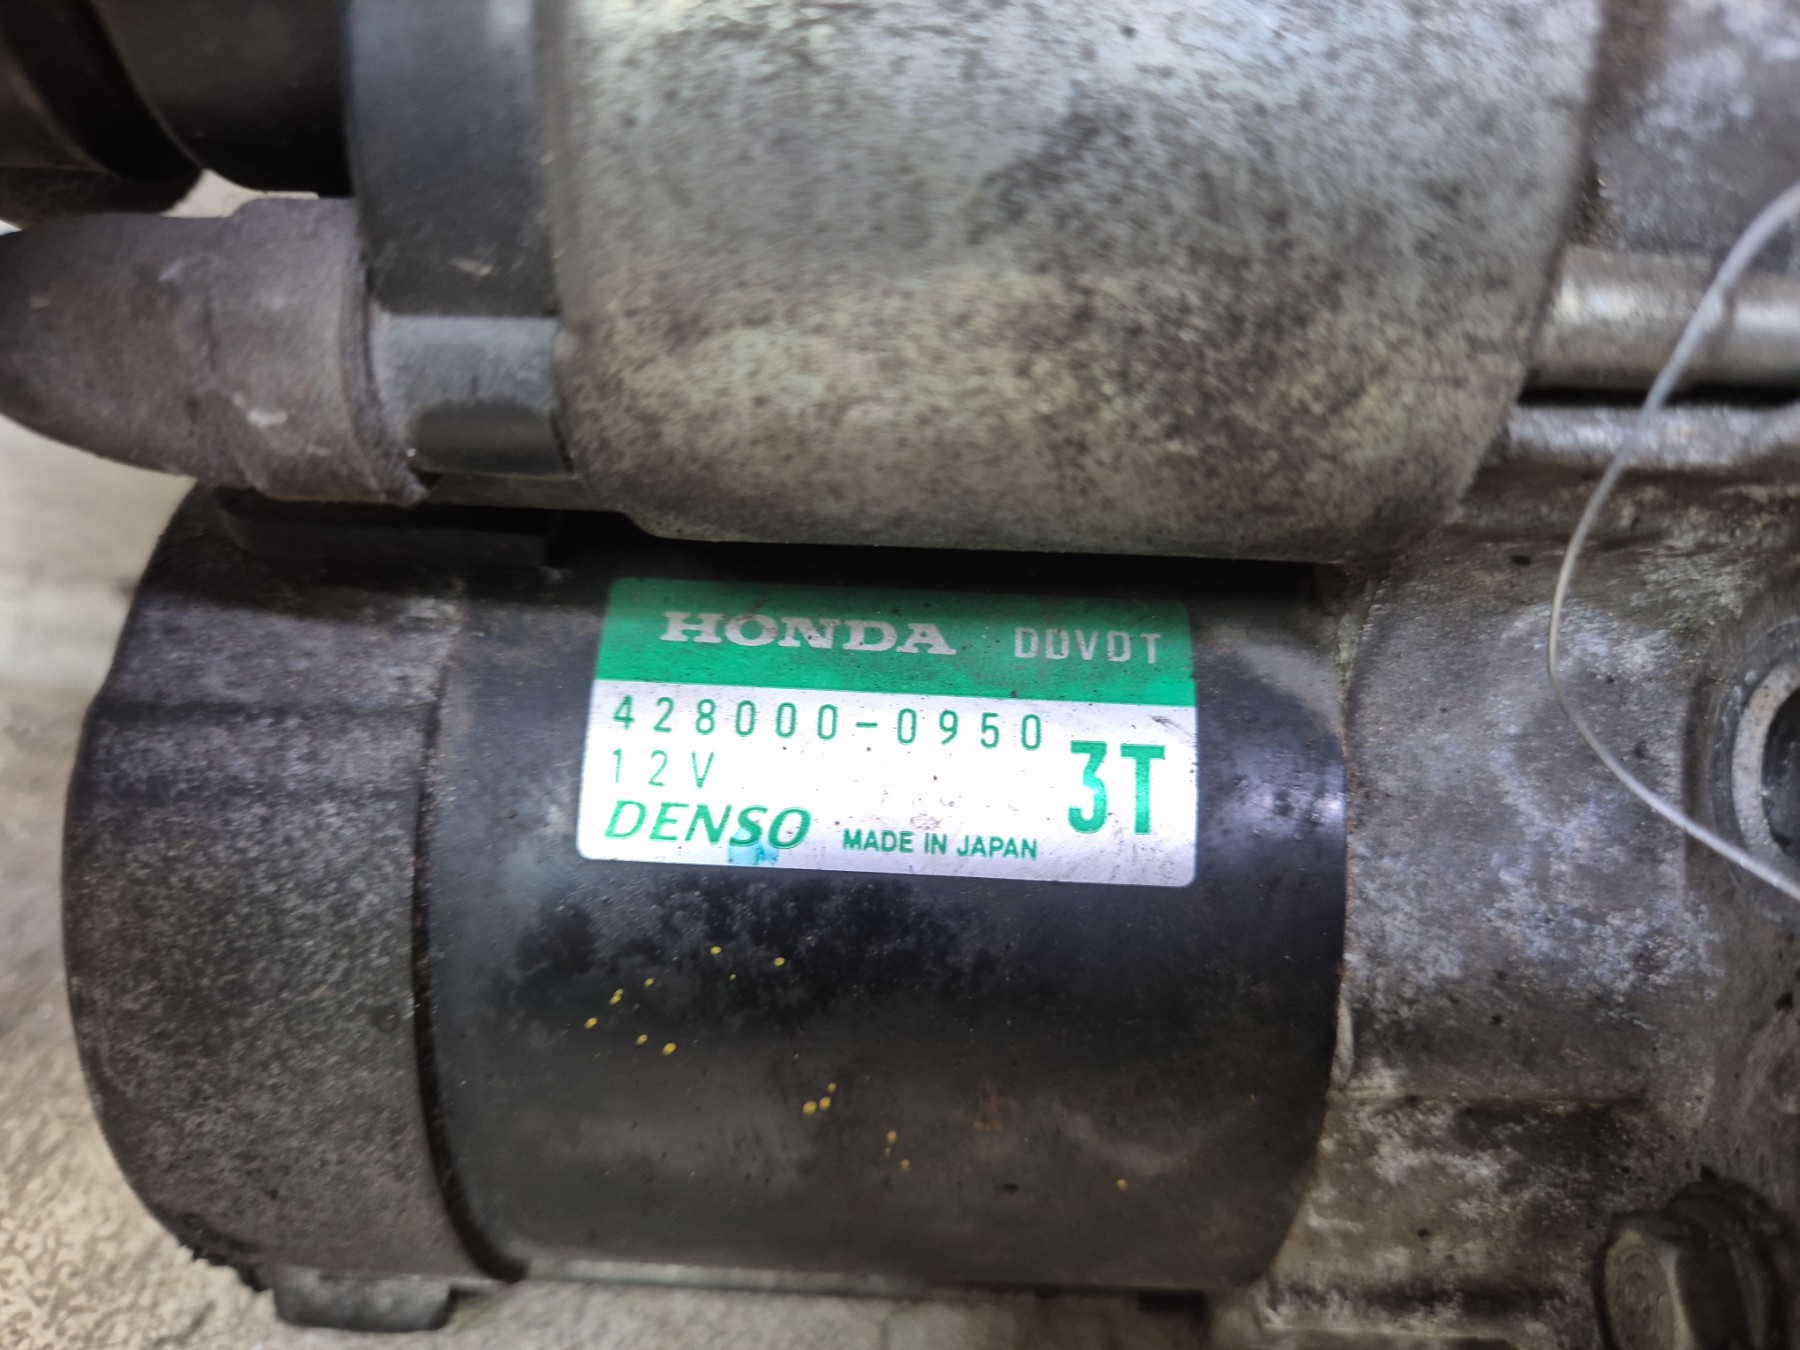 HONDA DDVDT
428000-0950
12V
3T
DENSO MADE IN JAPAN